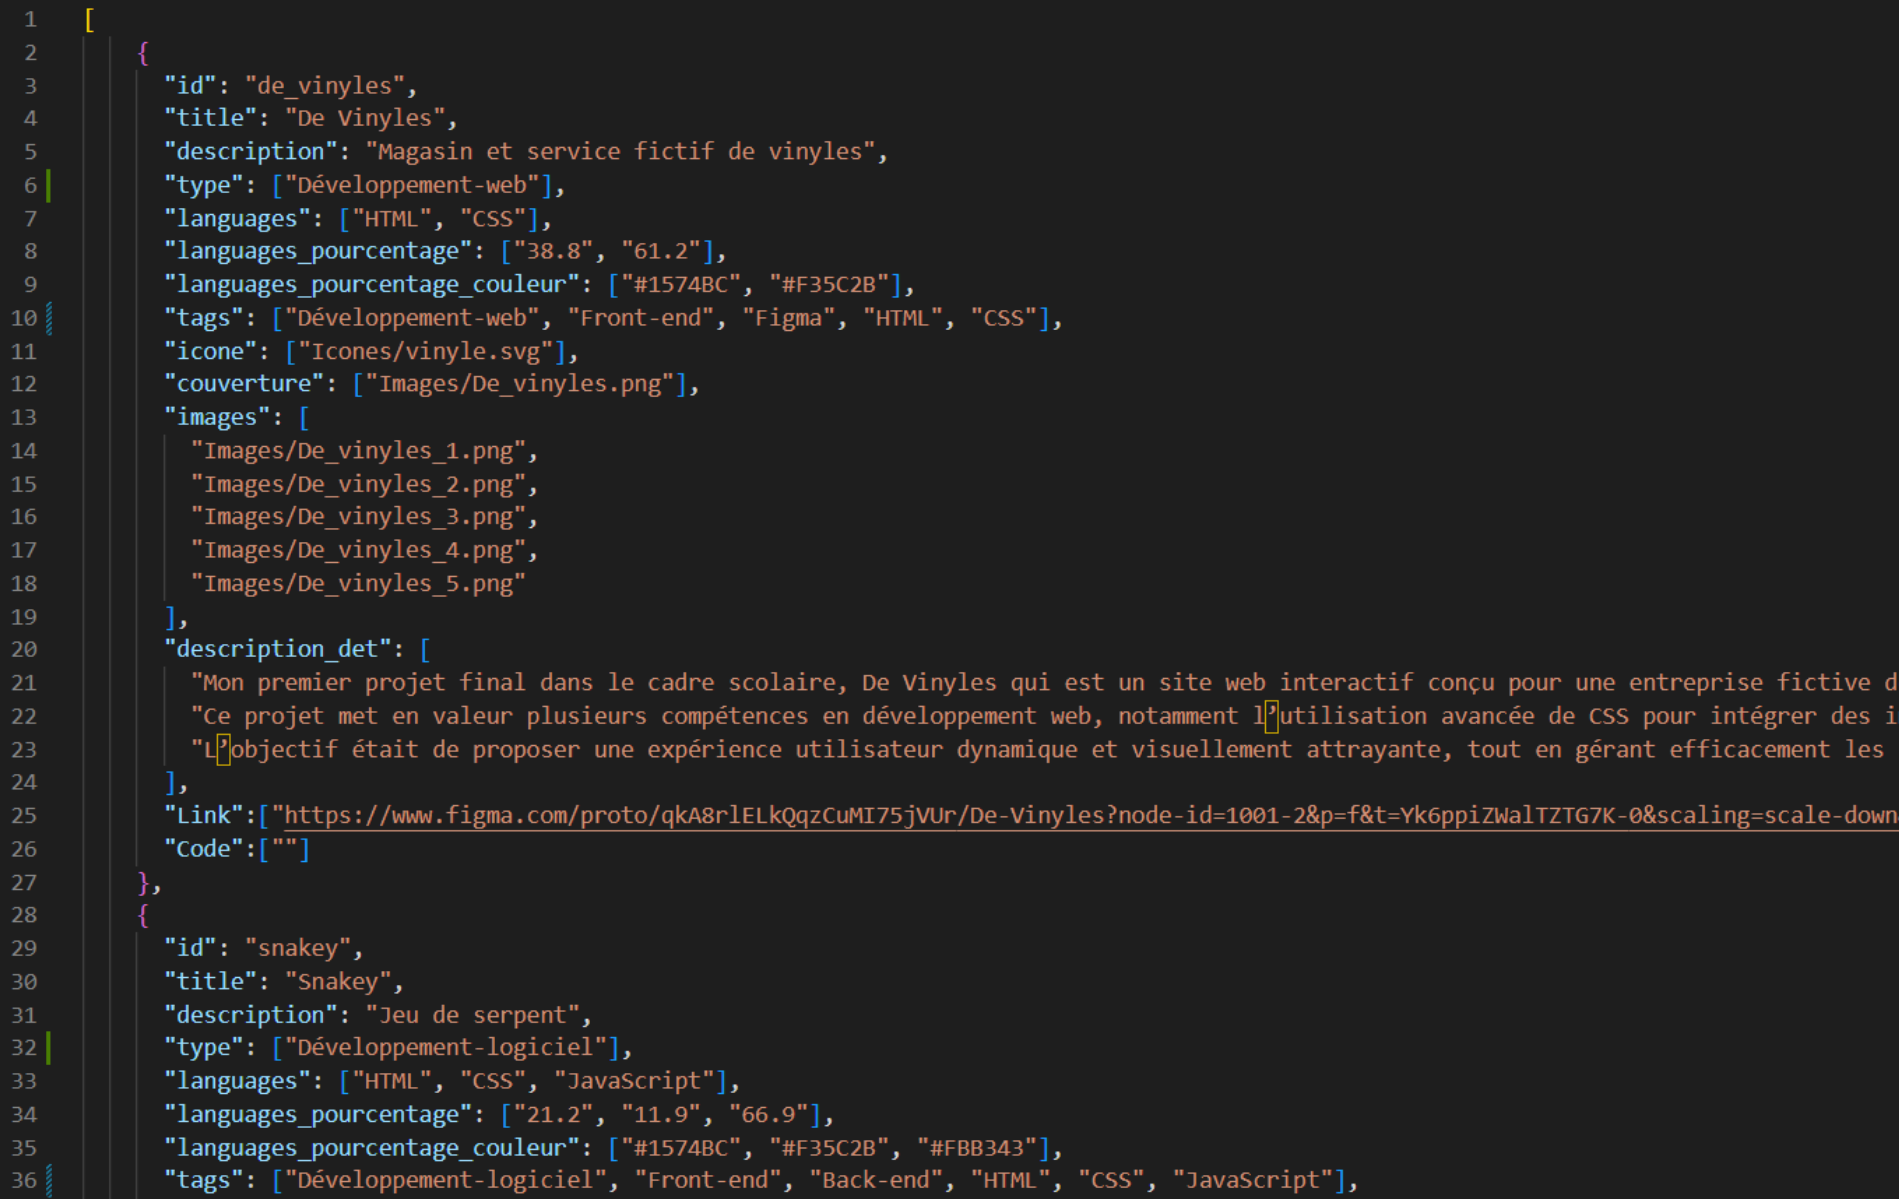 1 [
2 {
3 "id": "de_vinyles",
4 "title": "De Vinyles",
5 "description": "Magasin et service fictif de vinyles",
6 "type": ["Développement-web"],
7 "languages": ["HTML", "CSS"],
8 "languages_pourcentage": ["38.8", "61.2"],
9 "languages_pourcentage_couleur": ["#1574BC", "#F35C2B"],
10 "tags": ["Développement-web", "Front-end", "Figma", "HTML", "CSS"],
11 "icone": ["Icones/vinyle.svg"],
12 "couverture": ["Images/De_vinyles.png"],
13 "images": [
14 "Images/De_vinyles_1.png",
15 "Images/De_vinyles_2.png",
16 "Images/De_vinyles_3.png",
17 "Images/De_vinyles_4.png",
18 "Images/De_vinyles_5.png"
19 ],
20 "description_det": [
21 "Mon premier projet final dans le cadre scolaire, De Vinyles qui est un site web interactif conçu pour une entreprise fictive d
22 "Ce projet met en valeur plusieurs compétences en développement web, notamment l’utilisation avancée de CSS pour intégrer des i
23 "L’objectif était de proposer une expérience utilisateur dynamique et visuellement attrayante, tout en gérant efficacement les
24 ],
25 "Link":["https://www.figma.com/proto/qkA8rlELkQqzCuMI75jVUr/De-Vinyles?node-id=1001-2&p=f&t=Yk6ppiZWalTZTG7K-0&scaling=scale-down&
26 "Code":[""]
27 },
28 {
29 "id": "snakey",
30 "title": "Snakey",
31 "description": "Jeu de serpent",
32 "type": ["Développement-logiciel"],
33 "languages": ["HTML", "CSS", "JavaScript"],
34 "languages_pourcentage": ["21.2", "11.9", "66.9"],
35 "languages_pourcentage_couleur": ["#1574BC", "#F35C2B", "#FBB343"],
36 "tags": ["Développement-logiciel", "Front-end", "Back-end", "HTML", "CSS", "JavaScript"],